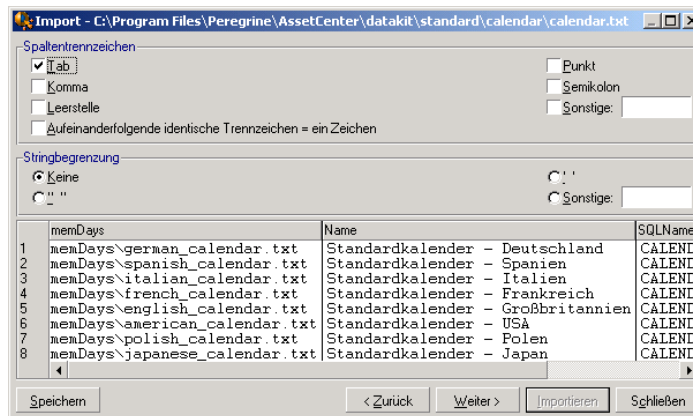 Import - C:\Program Files\Peregrine\AssetCenter\datakit\standard\calendar\calendar.txt
Spaltentrennzeichen
Tab Punkt
Komma Semikolon
Leerstelle Sonstige:
Aufeinanderfolgende identische Trennzeichen = ein Zeichen
Stringbegrenzung
Keine ' '
" " Sonstige:
memDays Name SQLName
1 memDays\german_calendar.txt Standardkalender - Deutschland CALEND
2 memDays\spanish_calendar.txt Standardkalender - Spanien CALEND
3 memDays\italian_calendar.txt Standardkalender - Italien CALEND
4 memDays\french_calendar.txt Standardkalender - Frankreich CALEND
5 memDays\english_calendar.txt Standardkalender - Großbritannien CALEND
6 memDays\american_calendar.txt Standardkalender - USA CALEND
7 memDays\polish_calendar.txt Standardkalender - Polen CALEND
8 memDays\japanese_calendar.txt Standardkalender - Japan CALEND
Speichern < Zurück Weiter > Importieren Schließen